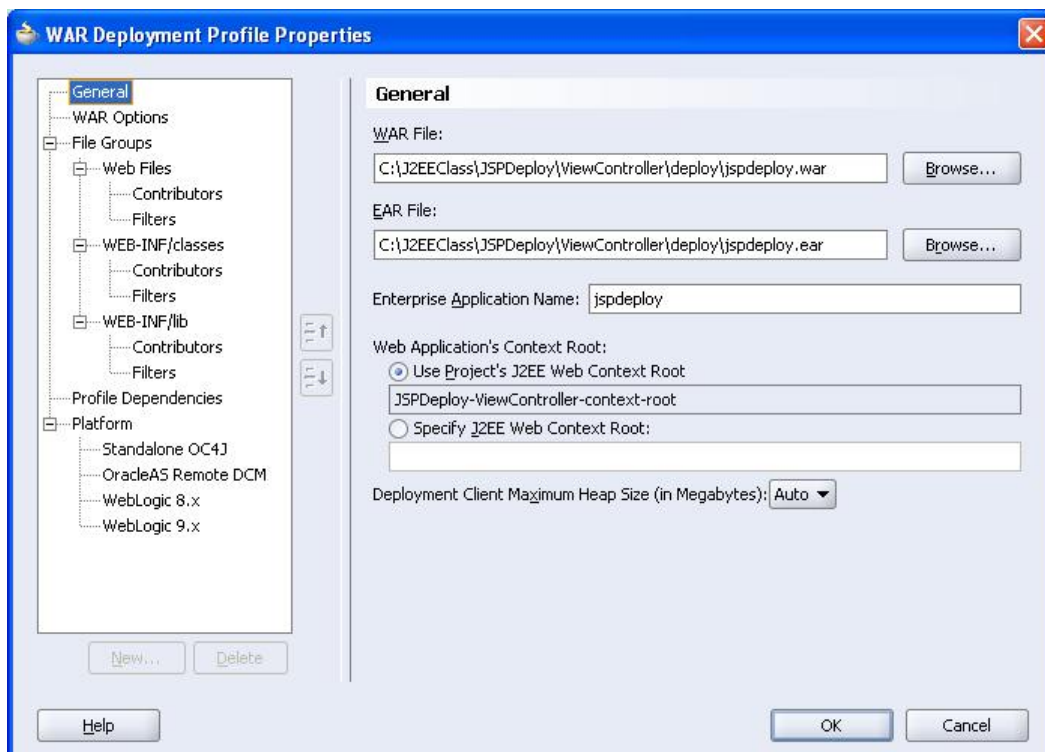 WAR Deployment Profile Properties
General
WAR Options
File Groups
Web Files
Contributors
Filters
WEB-INF/classes
Contributors
Filters
WEB-INF/lib
Contributors
Filters
Profile Dependencies
Platform
Standalone OC4J
OracleAS Remote DCM
WebLogic 8.x
WebLogic 9.x
New...
Delete
General
WAR File:
C:\J2EEClass\JSPDeploy\ViewController\deploy\jspdeploy.war
Browse...
EAR File:
C:\J2EEClass\JSPDeploy\ViewController\deploy\jspdeploy.ear
Browse...
Enterprise Application Name: jspdeploy
Web Application's Context Root:
Use Project's J2EE Web Context Root
JSPDeploy-ViewController-context-root
Specify J2EE Web Context Root:
Deployment Client Maximum Heap Size (in Megabytes): Auto
Help
OK
Cancel